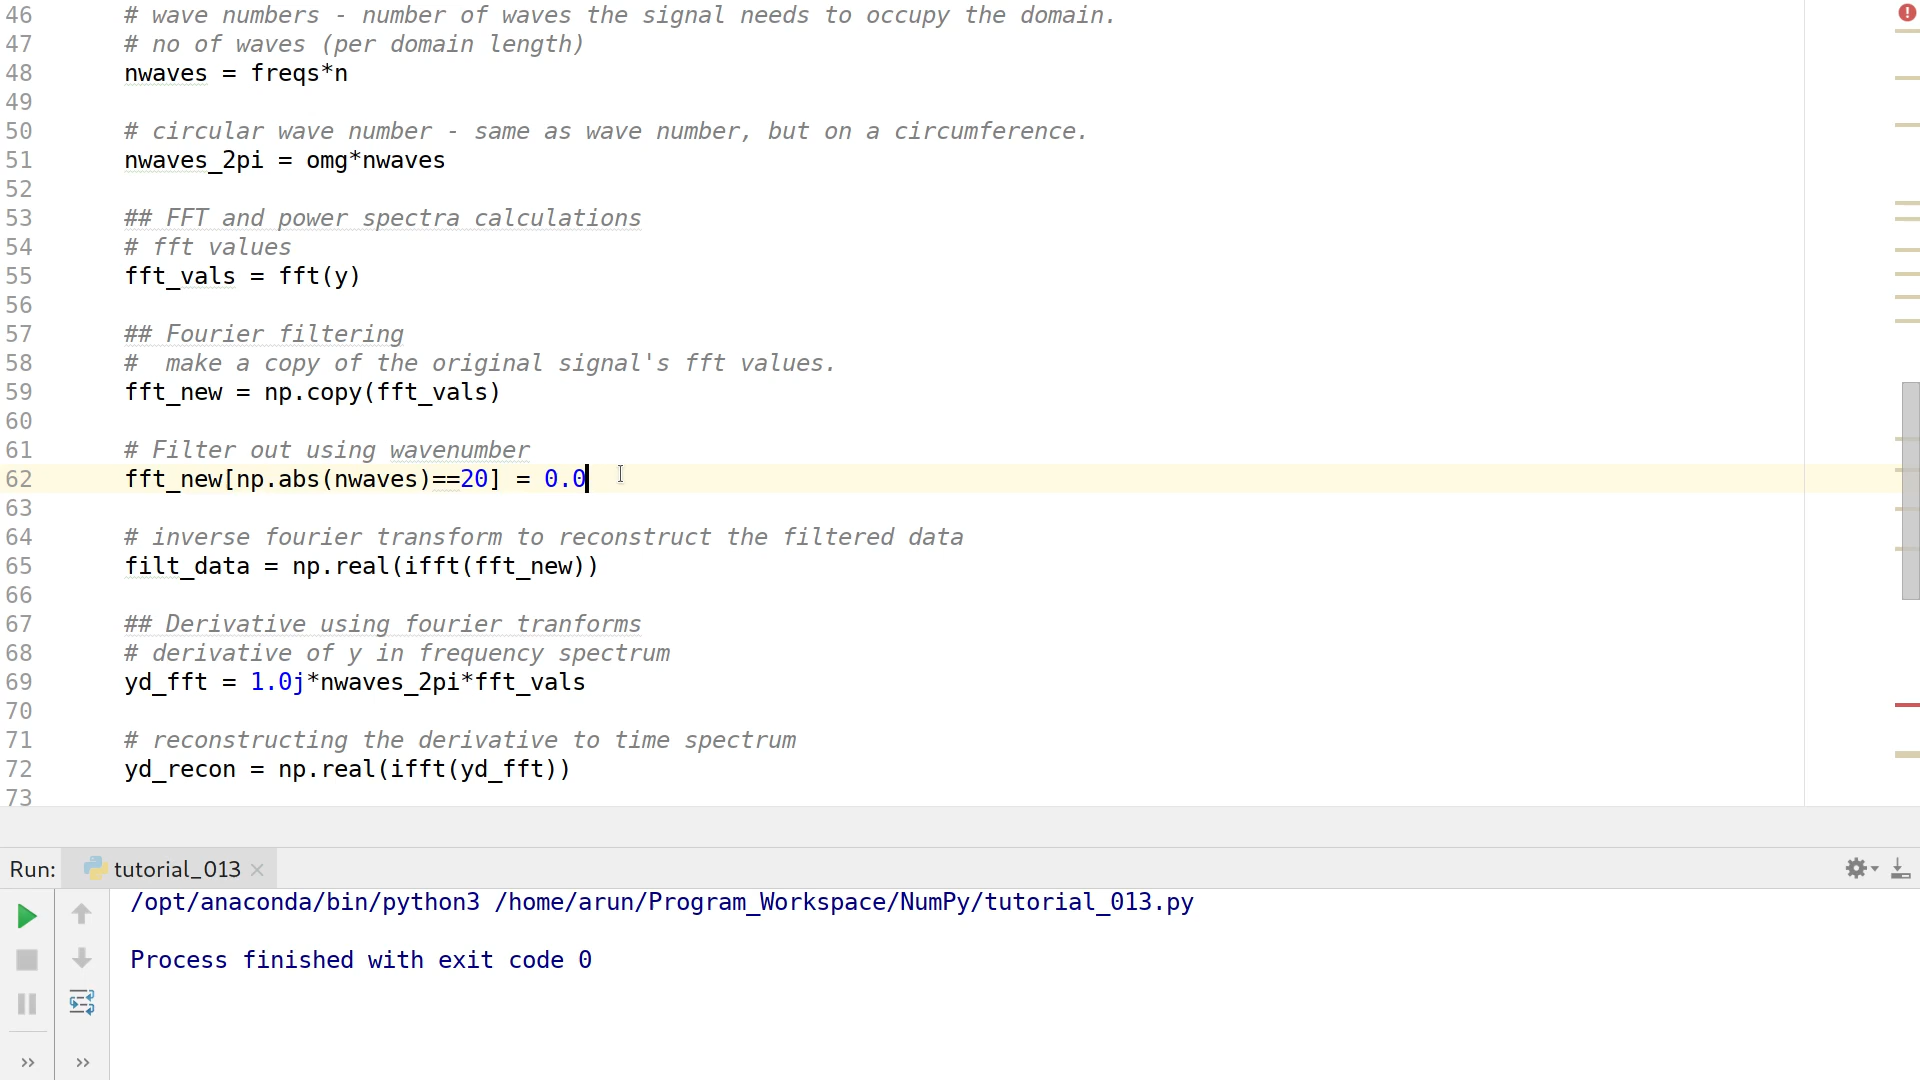 46 # wave numbers - number of waves the signal needs to occupy the domain.
47 # no of waves (per domain length)
48 nwaves = freqs*n
49
50 # circular wave number - same as wave number, but on a circumference.
51 nwaves_2pi = omg*nwaves
52
53 ## FFT and power spectra calculations
54 # fft values
55 fft_vals = fft(y)
56
57 ## Fourier filtering
58 #  make a copy of the original signal's fft values.
59 fft_new = np.copy(fft_vals)
60
61 # Filter out using wavenumber
62 fft_new[np.abs(nwaves)==20] = 0.0
63
64 # inverse fourier transform to reconstruct the filtered data
65 filt_data = np.real(ifft(fft_new))
66
67 ## Derivative using fourier tranforms
68 # derivative of y in frequency spectrum
69 yd_fft = 1.0j*nwaves_2pi*fft_vals
70
71 # reconstructing the derivative to time spectrum
72 yd_recon = np.real(ifft(yd_fft))
73
Run: tutorial_013
/opt/anaconda/bin/python3 /home/arun/Program_Workspace/NumPy/tutorial_013.py
Process finished with exit code 0